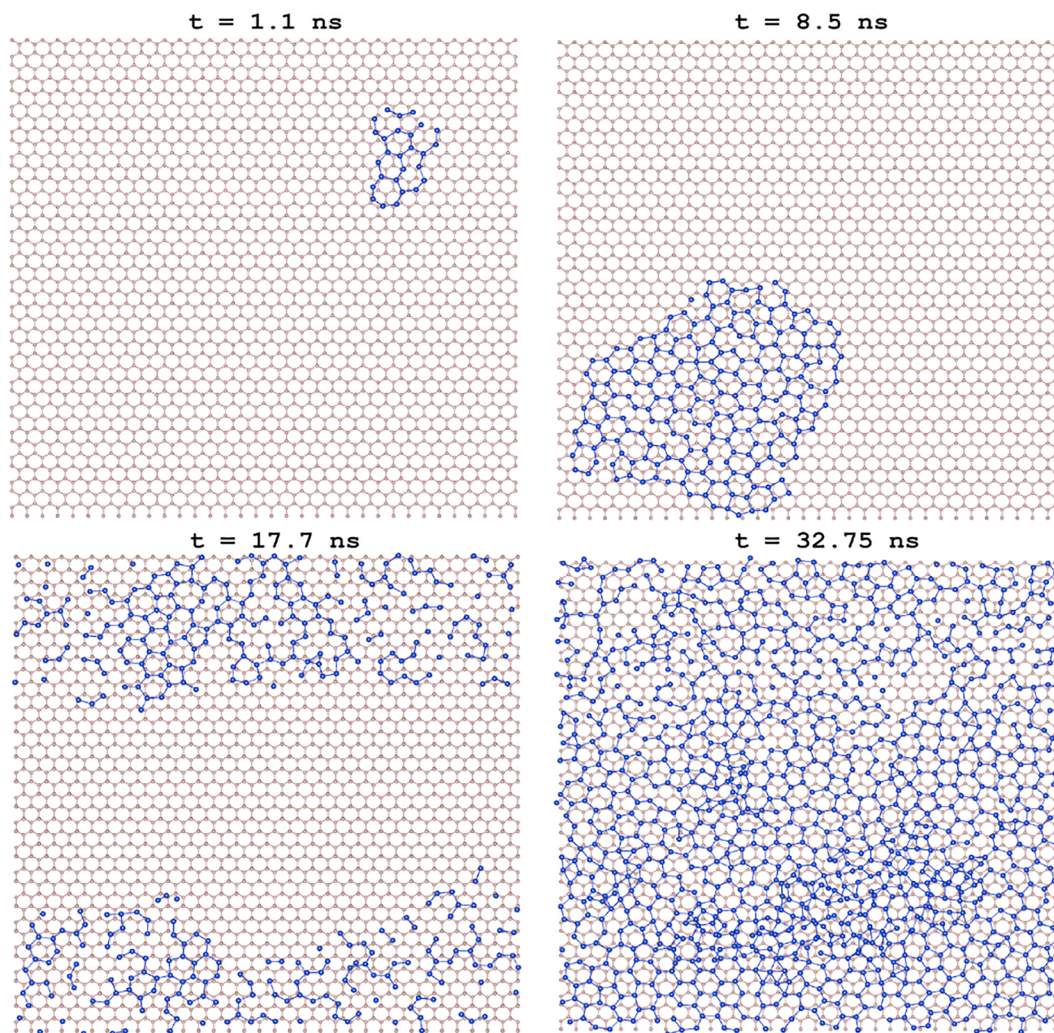 t = 1.1 ns
t = 8.5 ns
t = 17.7 ns
t = 32.75 ns